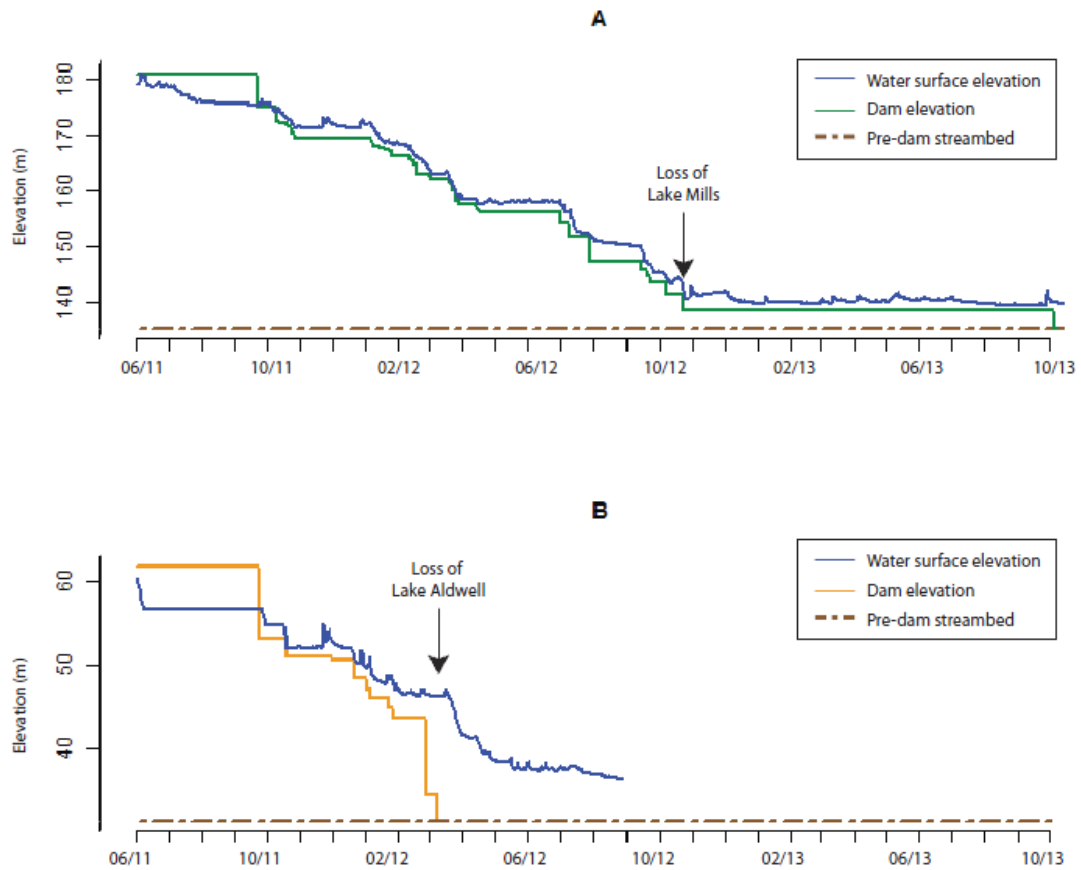 A
Elevation (m)
180
170
160
150
140
Water surface elevation
Dam elevation
Pre-dam streambed
Loss of
Lake Mills
06/11 10/11 02/12 06/12 10/12 02/13 06/13 10/13
B
Elevation (m)
60
50
40
Water surface elevation
Dam elevation
Pre-dam streambed
Loss of
Lake Aldwell
06/11 10/11 02/12 06/12 10/12 02/13 06/13 10/13